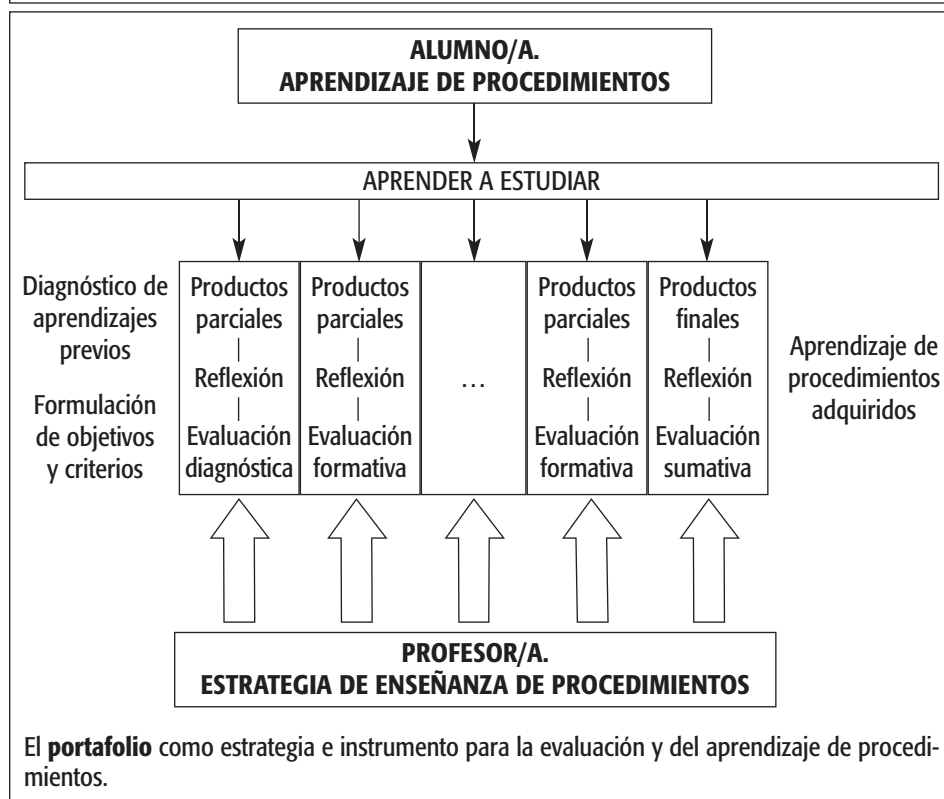 ALUMNO/A.
APRENDIZAJE DE PROCEDIMIENTOS
APRENDER A ESTUDIAR
Diagnóstico de
aprendizajes
previos
Formulación
de objetivos
y criterios
Productos
parciales
Reflexión
Evaluación
diagnóstica
Productos
parciales
Reflexión
Evaluación
formativa
…
Productos
parciales
Reflexión
Evaluación
formativa
Productos
finales
Reflexión
Evaluación
sumativa
Aprendizaje de
procedimientos
adquiridos
PROFESOR/A.
ESTRATEGIA DE ENSEÑANZA DE PROCEDIMIENTOS
El portafolio como estrategia e instrumento para la evaluación y del aprendizaje de procedi-
mientos.